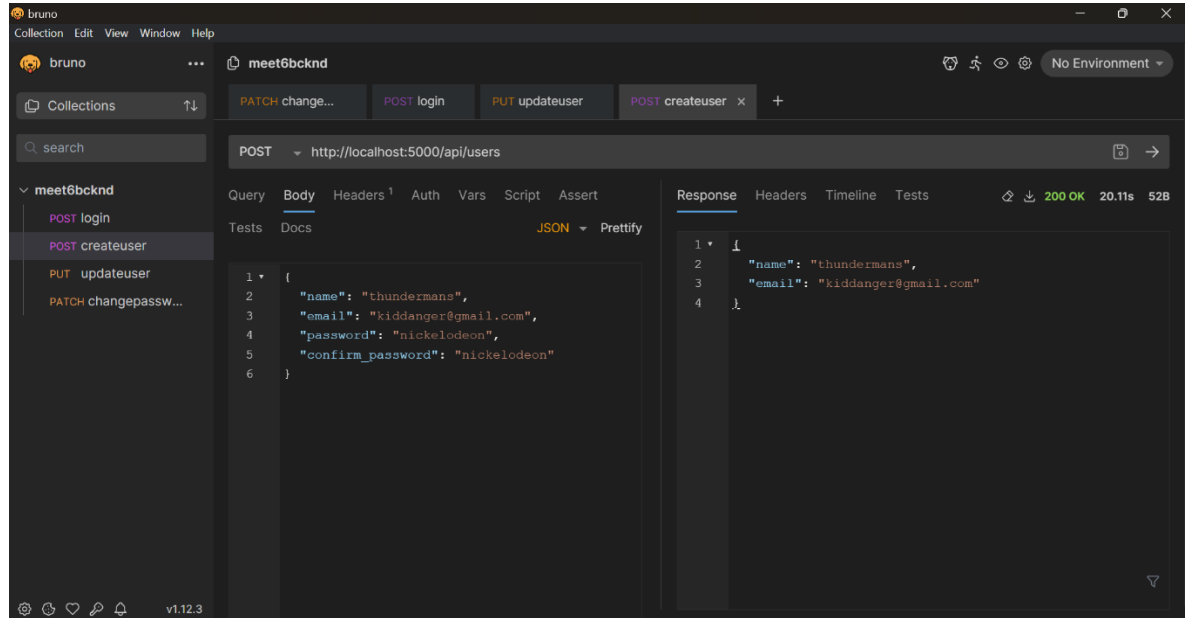 bruno
Collection Edit View Window Help
bruno ...
meet6bcknd
No Environment
Collections
PATCH change...
POST login
PUT updateuser
POST createuser
search
POST http://localhost:5000/api/users
meet6bcknd
POST login
POST createuser
PUT updateuser
PATCH changepassw...
Query Body Headers 1 Auth Vars Script Assert
Tests Docs
JSON Prettify
1 {
2 "name": "thundermans",
3 "email": "kiddanger@gmail.com",
4 "password": "nickelodeon",
5 "confirm_password": "nickelodeon"
6 }
Response Headers Timeline Tests
200 OK 20.11s 52B
1 {
2 "name": "thundermans",
3 "email": "kiddanger@gmail.com"
4 }
v1.12.3